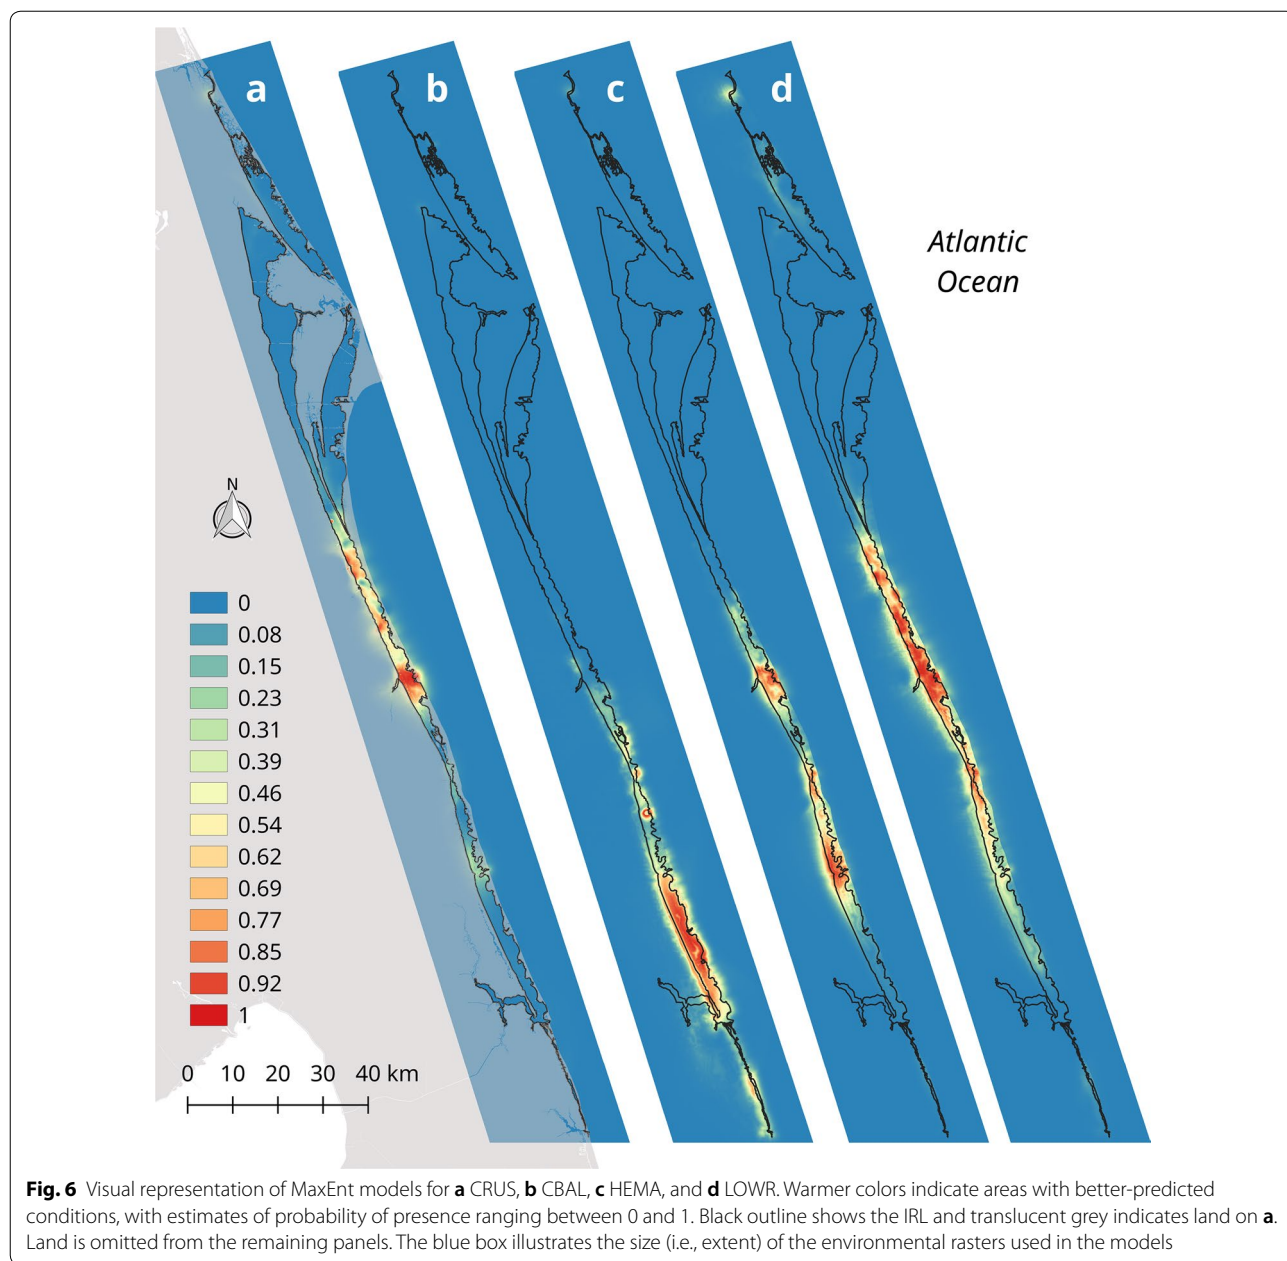 a b c d
Atlantic
Ocean
N
0
0.08
0.15
0.23
0.31
0.39
0.46
0.54
0.62
0.69
0.77
0.85
0.92
1
0 10 20 30 40 km
Fig. 6 Visual representation of MaxEnt models for a CRUS, b CBAL, c HEMA, and d LOWR. Warmer colors indicate areas with better-predicted
conditions, with estimates of probability of presence ranging between 0 and 1. Black outline shows the IRL and translucent grey indicates land on a.
Land is omitted from the remaining panels. The blue box illustrates the size (i.e., extent) of the environmental rasters used in the models